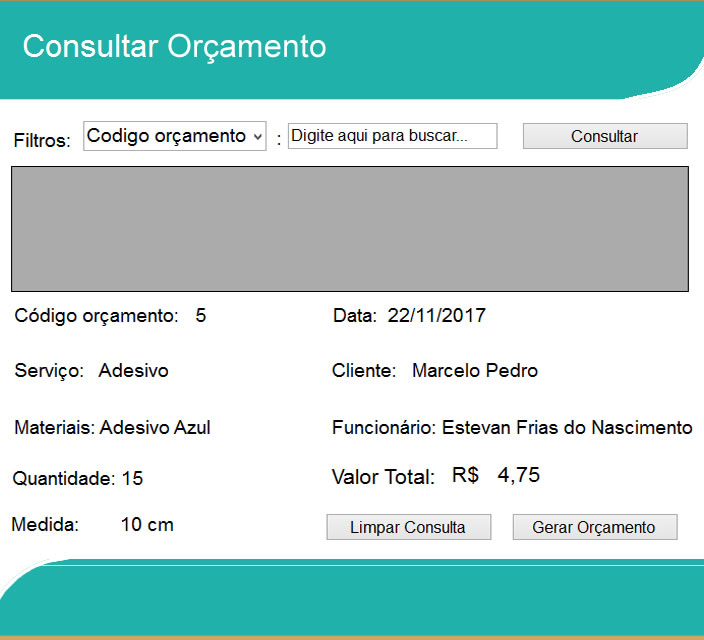 Consultar Orçamento
Filtros: Codigo orçamento : Digite aqui para buscar... Consultar
Código orçamento: 5 Data: 22/11/2017
Serviço: Adesivo Cliente: Marcelo Pedro
Materiais: Adesivo Azul Funcionário: Estevan Frias do Nascimento
Quantidade: 15 Valor Total: R$ 4,75
Medida: 10 cm Limpar Consulta Gerar Orçamento